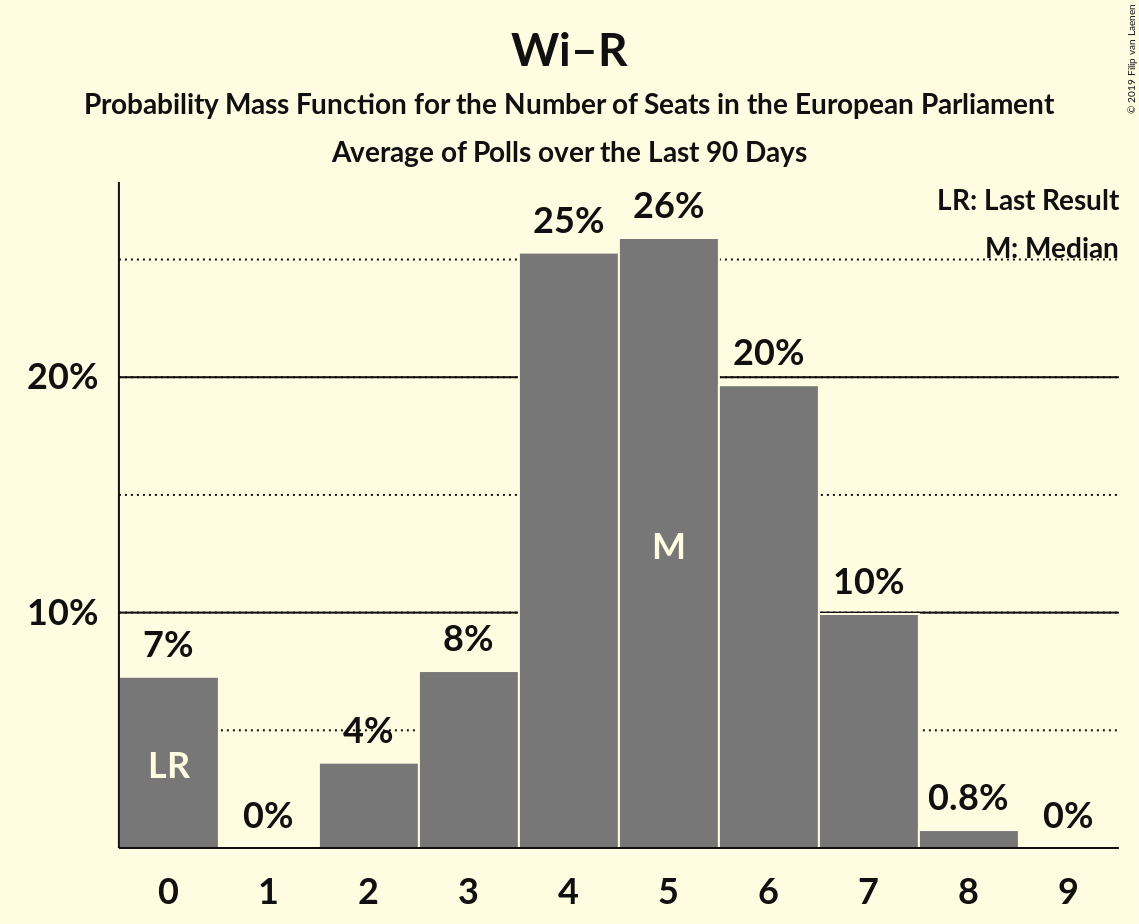 Wi–R
Probability Mass Function for the Number of Seats in the European Parliament
Average of Polls over the Last 90 Days
© 2019 Filip van Laenen
LR: Last Result
M: Median
25%
26%
20%
20%
10%
10%
7%
8%
4%
0%
0.8%
0%
LR
M
0 1 2 3 4 5 6 7 8 9